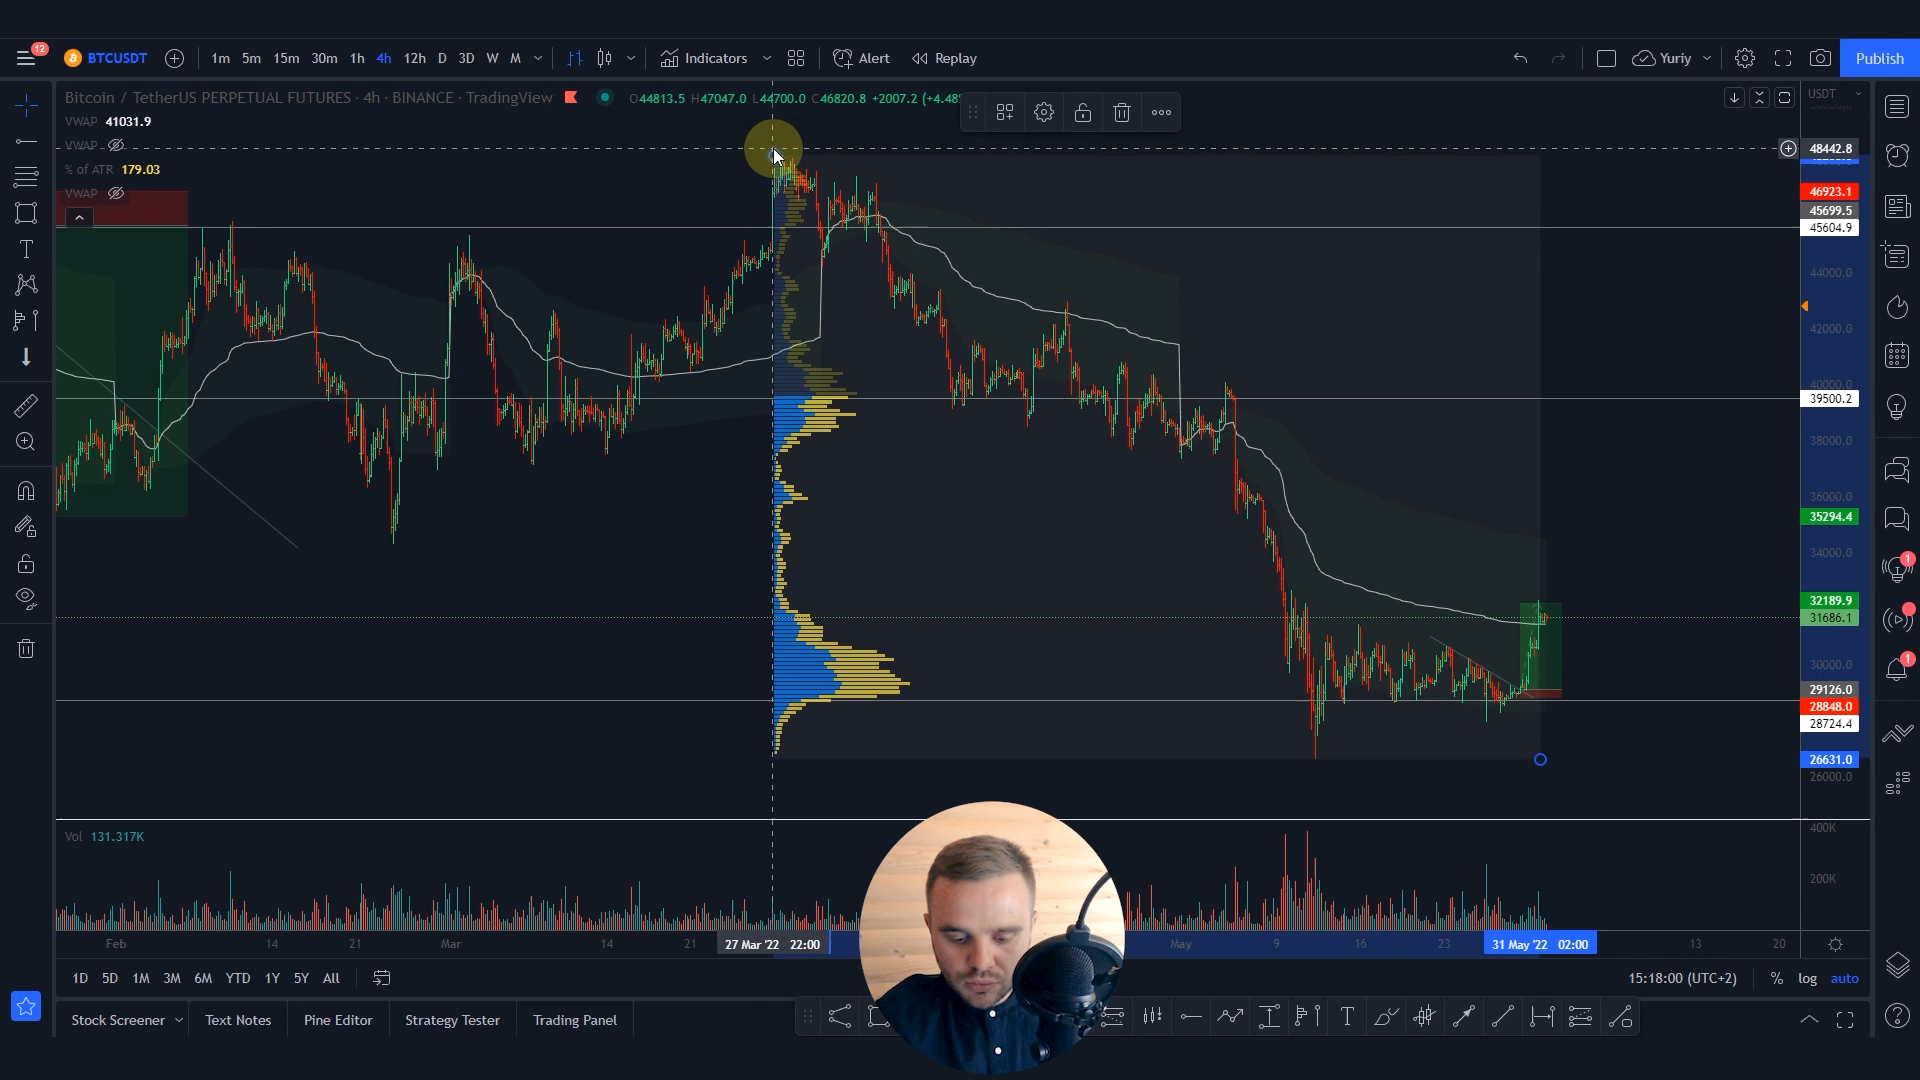 12 BTCUSDT 1m 5m 15m 30m 1h 4h 12h D 3D W M Indicators Alert Replay Yuriy Publish
Bitcoin / TetherUS PERPETUAL FUTURES · 4h · BINANCE · TradingView O44813.5 H47047.0 L44700.0 C46820.8 +2007.2 (+4.48 USDT
VWAP 41031.9
VWAP
48442.8
% of ATR 179.03
VWAP
46923.1
45699.5
45604.9
44000.0
42000.0
40000.0
39500.2
38000.0
36000.0
35294.4
34000.0
1
32189.9
31686.1
30000.0
1
29126.0
28848.0
28724.4
26631.0
26000.0
Vol 131.317K
400K
200K
Feb 14 21 Mar 14 21 27 Mar '22 22:00 May 9 16 23 31 May '22 02:00 13 20
1D 5D 1M 3M 6M YTD 1Y 5Y All 15:18:00 (UTC+2) % log auto
Stock Screener Text Notes Pine Editor Strategy Tester Trading Panel